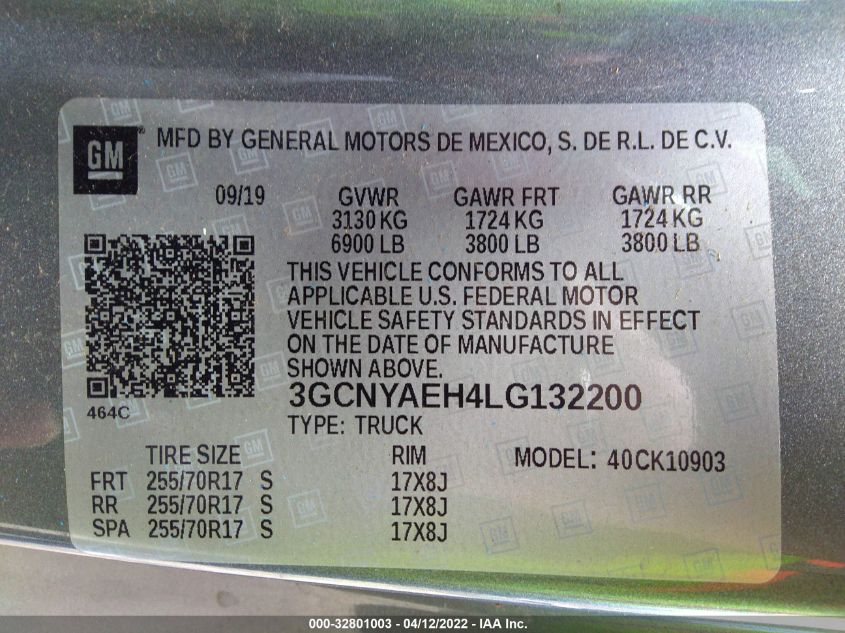 GM MFD BY GENERAL MOTORS DE MEXICO, S. DE R.L. DE C.V.
09/19 GVWR GAWR FRT GAWR RR
3130 KG 1724 KG 1724 KG
6900 LB 3800 LB 3800 LB
THIS VEHICLE CONFORMS TO ALL
APPLICABLE U.S. FEDERAL MOTOR
VEHICLE SAFETY STANDARDS IN EFFECT
ON THE DATE OF MANUFACTURE
SHOWN ABOVE.
464C 3GCNYAEH4LG132200
TYPE: TRUCK
TIRE SIZE RIM MODEL: 40CK10903
FRT 255/70R17 S 17X8J
RR 255/70R17 S 17X8J
SPA 255/70R17 S 17X8J
000-32801003 - 04/12/2022 - IAA Inc.